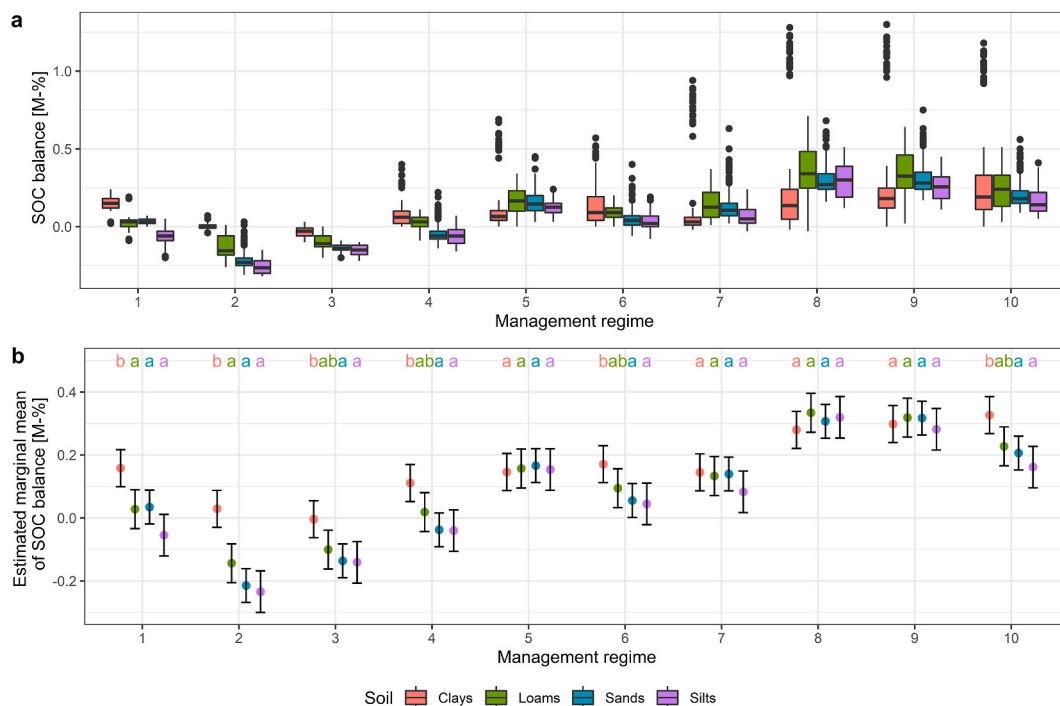 a
SOC balance [M-%]
1.0
0.5
0.0
1 2 3 4 5 6 7 8 9 10
Management regime
b
b a a a b a a a b ab a a b ab a a a a a a b ab a a a a a a a a a a a a a a b ab a a
Estimated marginal mean
of SOC balance [M-%]
0.4
0.2
0.0
-0.2
1 2 3 4 5 6 7 8 9 10
Management regime
Soil Clays Loams Sands Silts